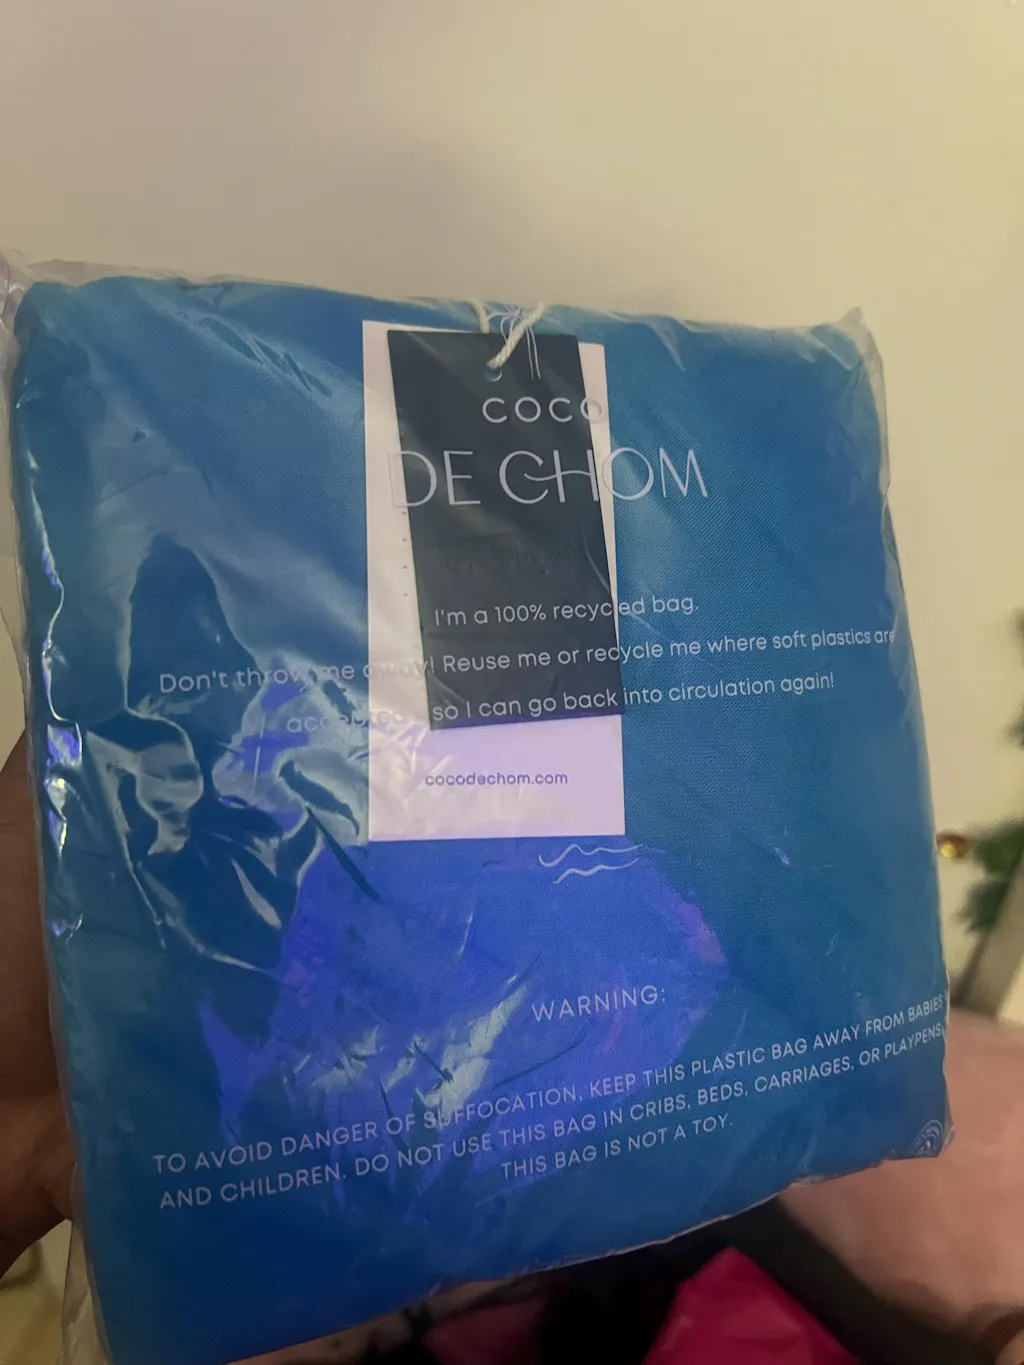 COCO
DE CHOM
I'm a 100% recycled bag.
Don't throw me away! Reuse me or recycle me where soft plastics are
accepted so I can go back into circulation again!
cocodechom.com
WARNING:
TO AVOID DANGER OF SUFFOCATION, KEEP THIS PLASTIC BAG AWAY FROM BABIES
AND CHILDREN. DO NOT USE THIS BAG IN CRIBS, BEDS, CARRIAGES, OR PLAYPENS.
THIS BAG IS NOT A TOY.